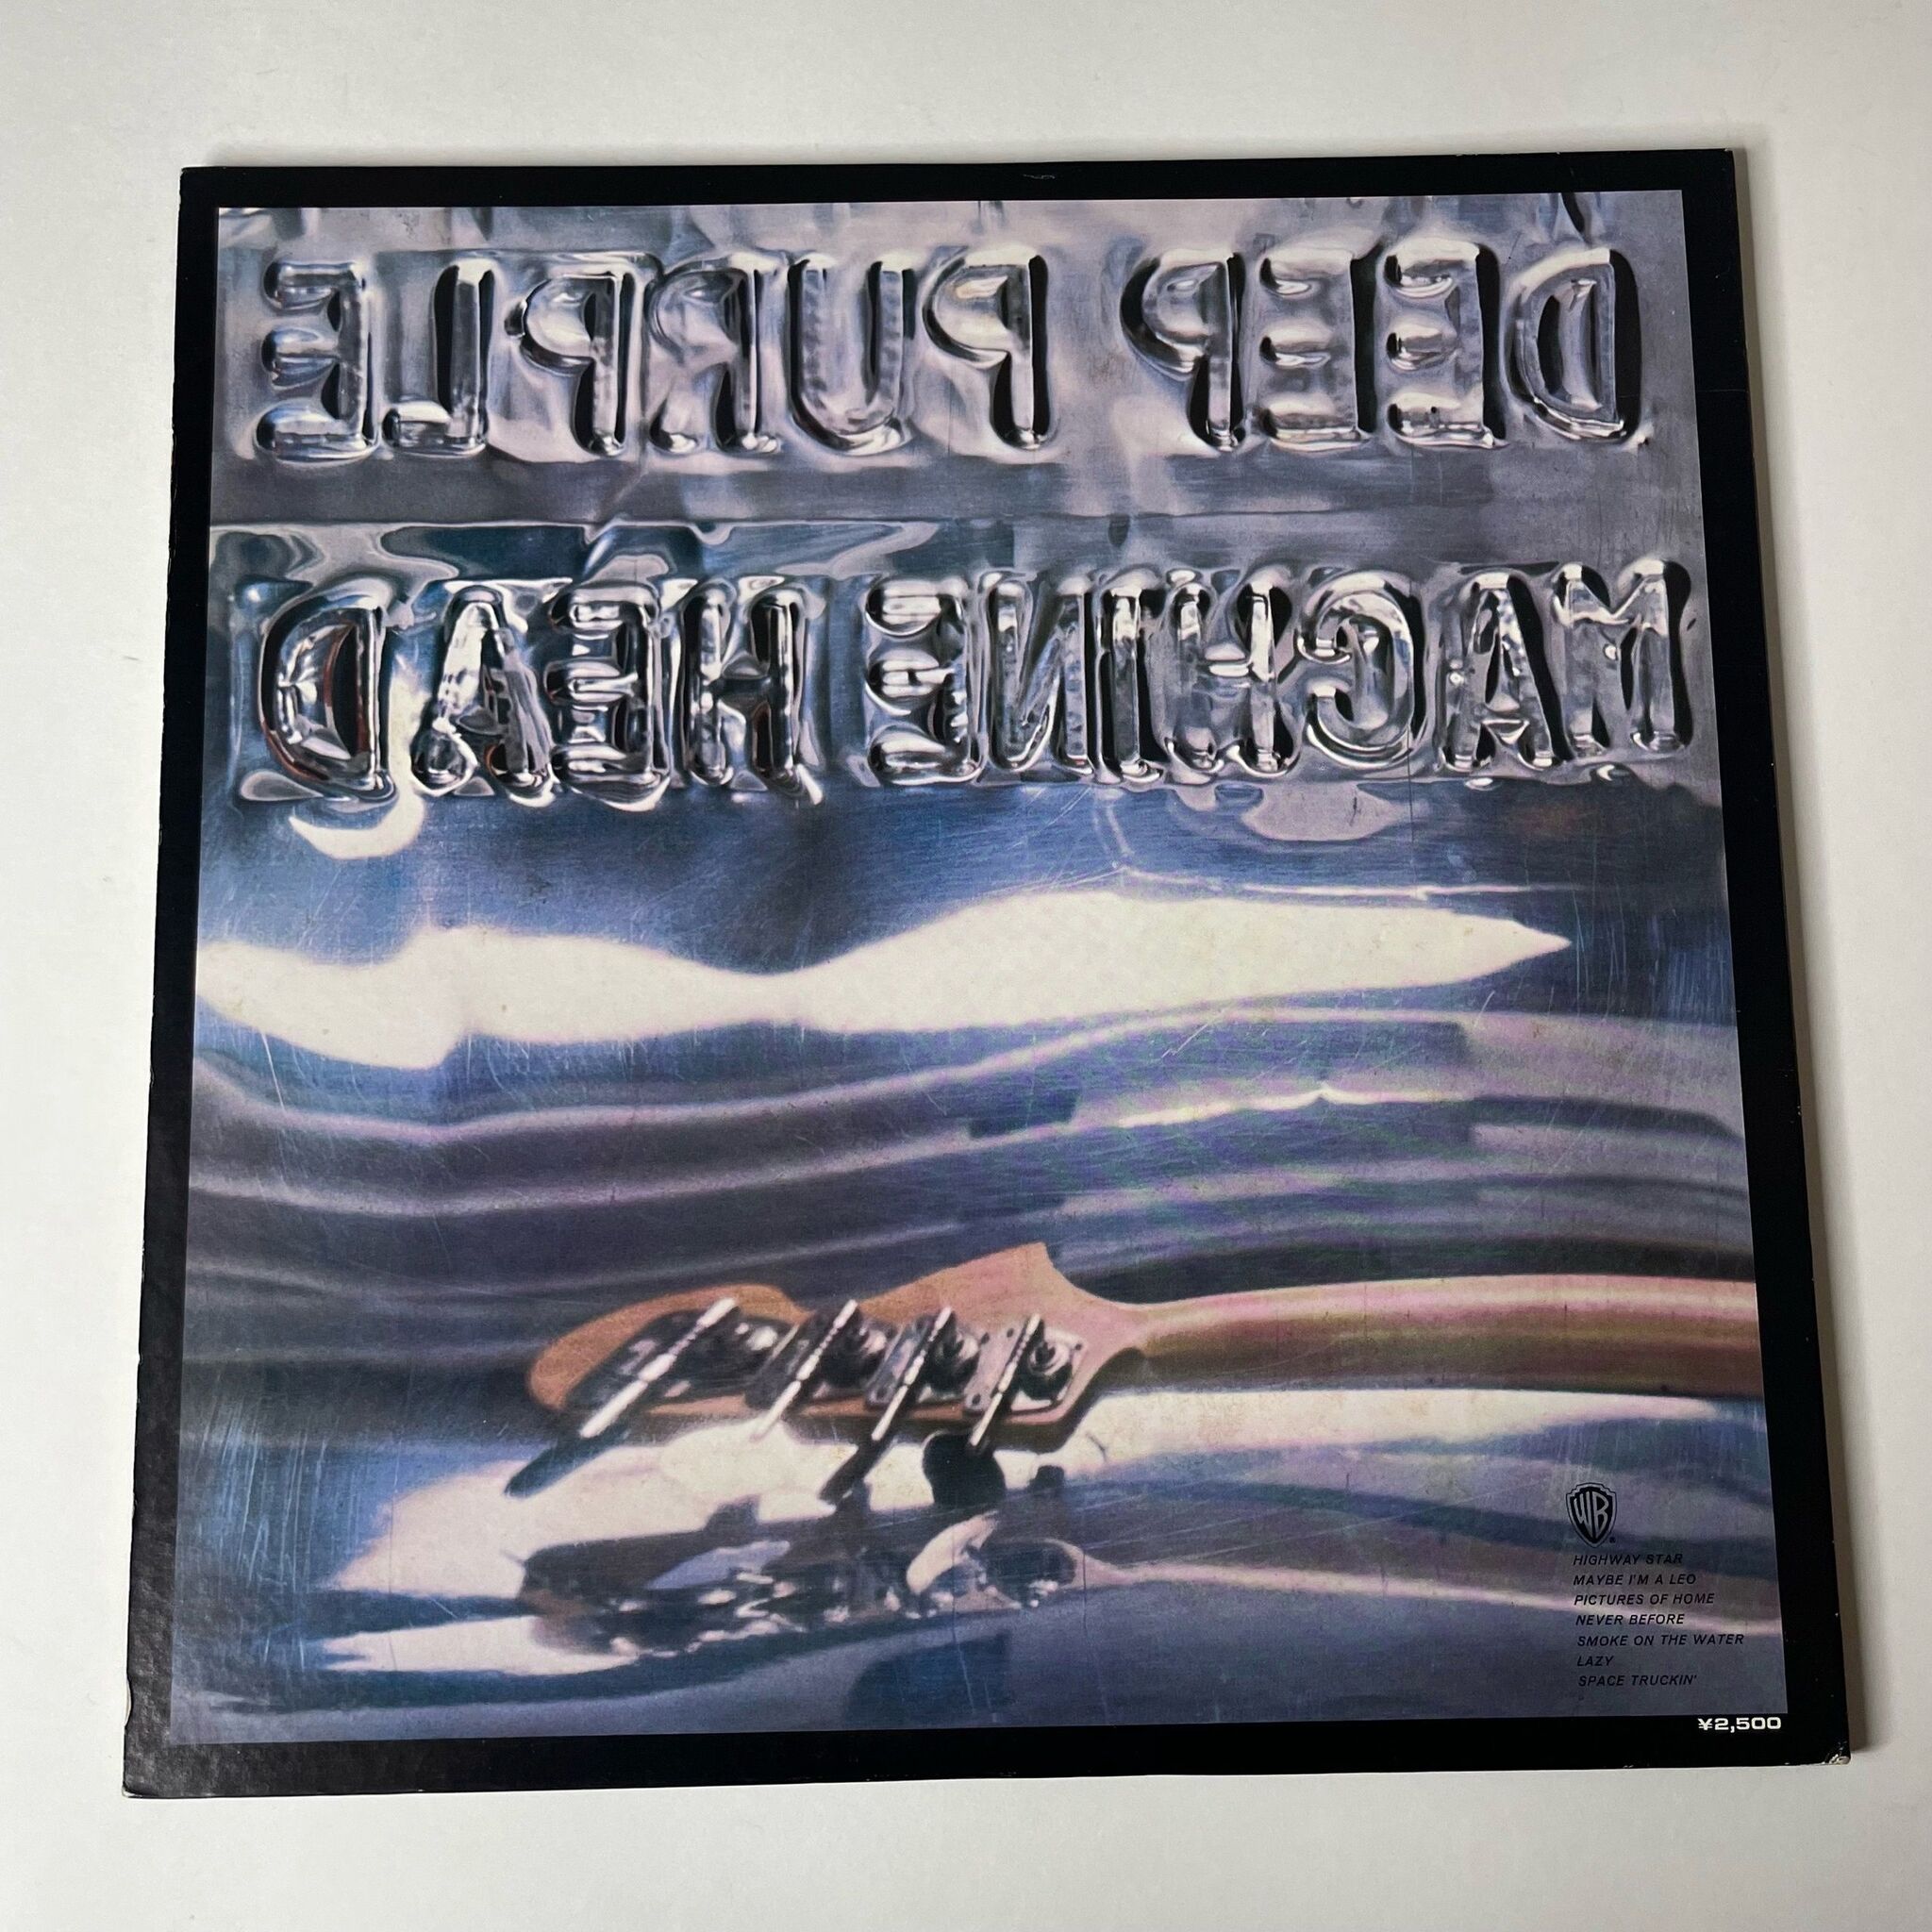 DEEP PURPLE
MACHINE HEAD
WB
HIGHWAY STAR
MAYBE I'M A LEO
PICTURES OF HOME
NEVER BEFORE
SMOKE ON THE WATER
LAZY
SPACE TRUCKIN'
¥2,500